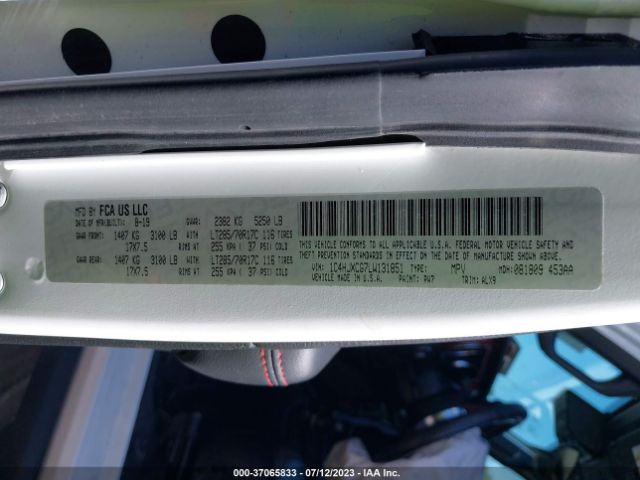 MFD BY FCA US LLC
DATE OF MFR(BUILT): 8-19 GVWR: 2382 KG 5250 LB
GAWR FRONT: 1407 KG 3100 LB WITH LT285/70R17C 116 TIRES
17X7.5 RIMS AT 255 KPA ( 37 PSI) COLD
GAWR REAR: 1407 KG 3100 LB WITH LT285/70R17C 116 TIRES
17X7.5 RIMS AT 255 KPA ( 37 PSI) COLD
THIS VEHICLE CONFORMS TO ALL APPLICABLE U.S.A. FEDERAL MOTOR VEHICLE SAFETY AND
THEFT PREVENTION STANDARDS IN EFFECT ON THE DATE OF MANUFACTURE SHOWN ABOVE.
VIN: 1C4HJXCG7LW131851 TYPE: MPV MDH: 081809 453AA
MADE IN U.S.A. PAINT: PW7 TRIM: ALX9
000-37065833 - 07/12/2023 - IAA Inc.